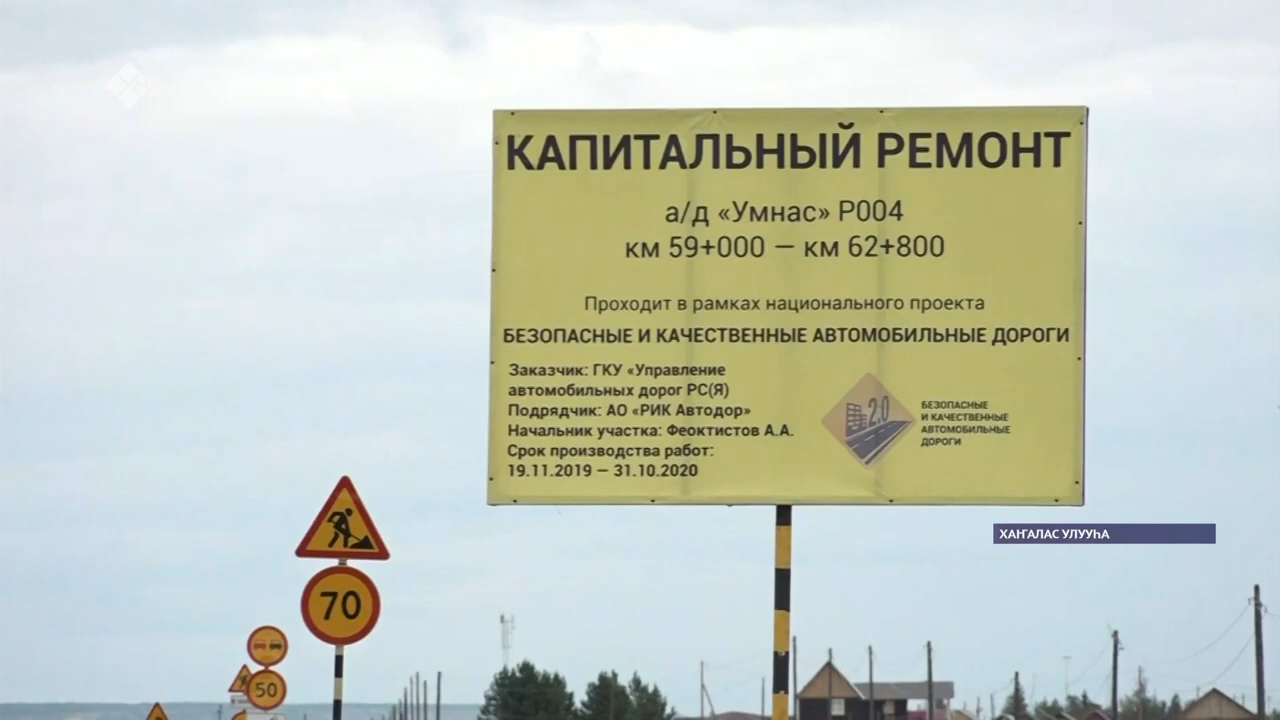 КАПИТАЛЬНЫЙ РЕМОНТ
а/д «Умнас» Р004
км 59+000 — км 62+800
Проходит в рамках национального проекта
БЕЗОПАСНЫЕ И КАЧЕСТВЕННЫЕ АВТОМОБИЛЬНЫЕ ДОРОГИ
Заказчик: ГКУ «Управление
автомобильных дорог РС(Я)
Подрядчик: АО «РИК Автодор»
Начальник участка: Феоктистов А.А.
Срок производства работ:
19.11.2019 — 31.10.2020
2.0
БЕЗОПАСНЫЕ
И КАЧЕСТВЕННЫЕ
АВТОМОБИЛЬНЫЕ
ДОРОГИ
ХАҤАЛАС УЛУУҺА
70
50